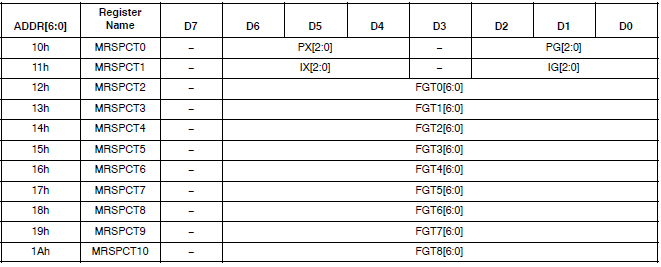 ADDR[6:0] Register Name D7 D6 D5 D4 D3 D2 D1 D0
10h MRSPCT0 – PX[2:0] – PG[2:0]
11h MRSPCT1 – IX[2:0] – IG[2:0]
12h MRSPCT2 – FGT0[6:0]
13h MRSPCT3 – FGT1[6:0]
14h MRSPCT4 – FGT2[6:0]
15h MRSPCT5 – FGT3[6:0]
16h MRSPCT6 – FGT4[6:0]
17h MRSPCT7 – FGT5[6:0]
18h MRSPCT8 – FGT6[6:0]
19h MRSPCT9 – FGT7[6:0]
1Ah MRSPCT10 – FGT8[6:0]